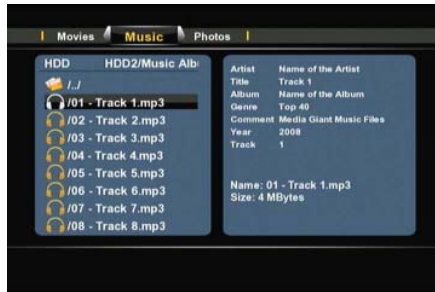 Movies Music Photos
HDD HDD2/Music Alb
/../
/01 - Track 1.mp3
/02 - Track 2.mp3
/03 - Track 3.mp3
/04 - Track 4.mp3
/05 - Track 5.mp3
/06 - Track 6.mp3
/07 - Track 7.mp3
/08 - Track 8.mp3
Artist Name of the Artist
Title Track 1
Album Name of the Album
Genre Top 40
Comment Media Giant Music Files
Year 2008
Track 1
Name: 01 - Track 1.mp3
Size: 4 MBytes